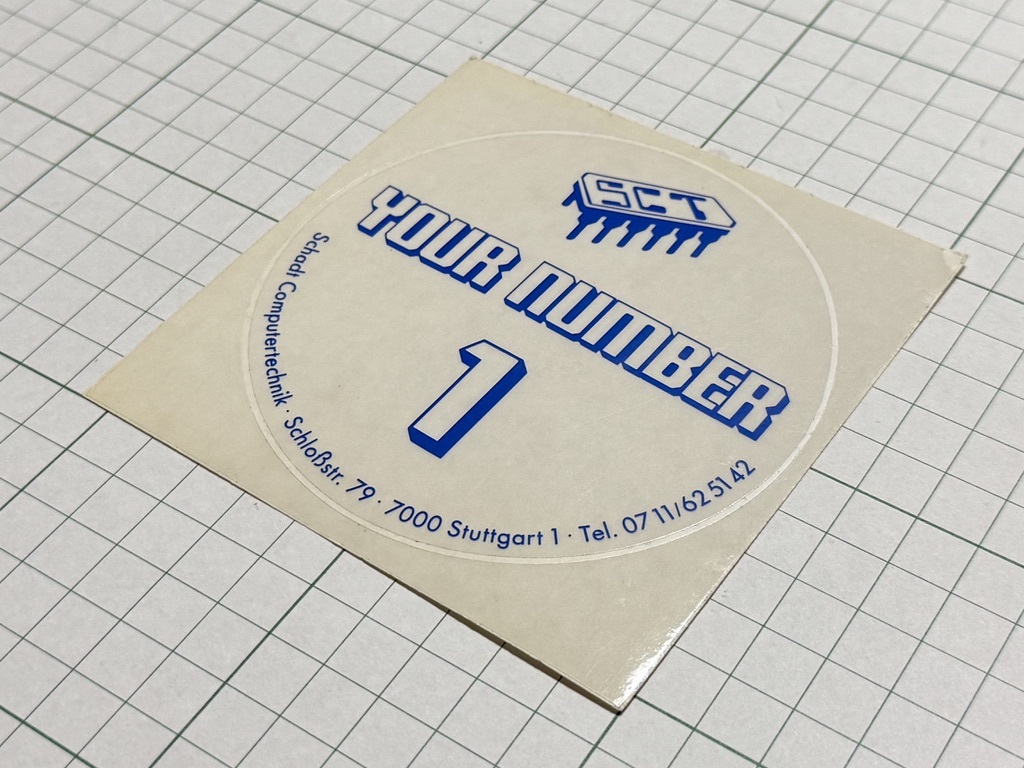 SCT
YOUR NUMBER
1
Schadt Computertechnik · Schloßstr. 79 · 7000 Stuttgart 1 · Tel. 07 11/62 51 42